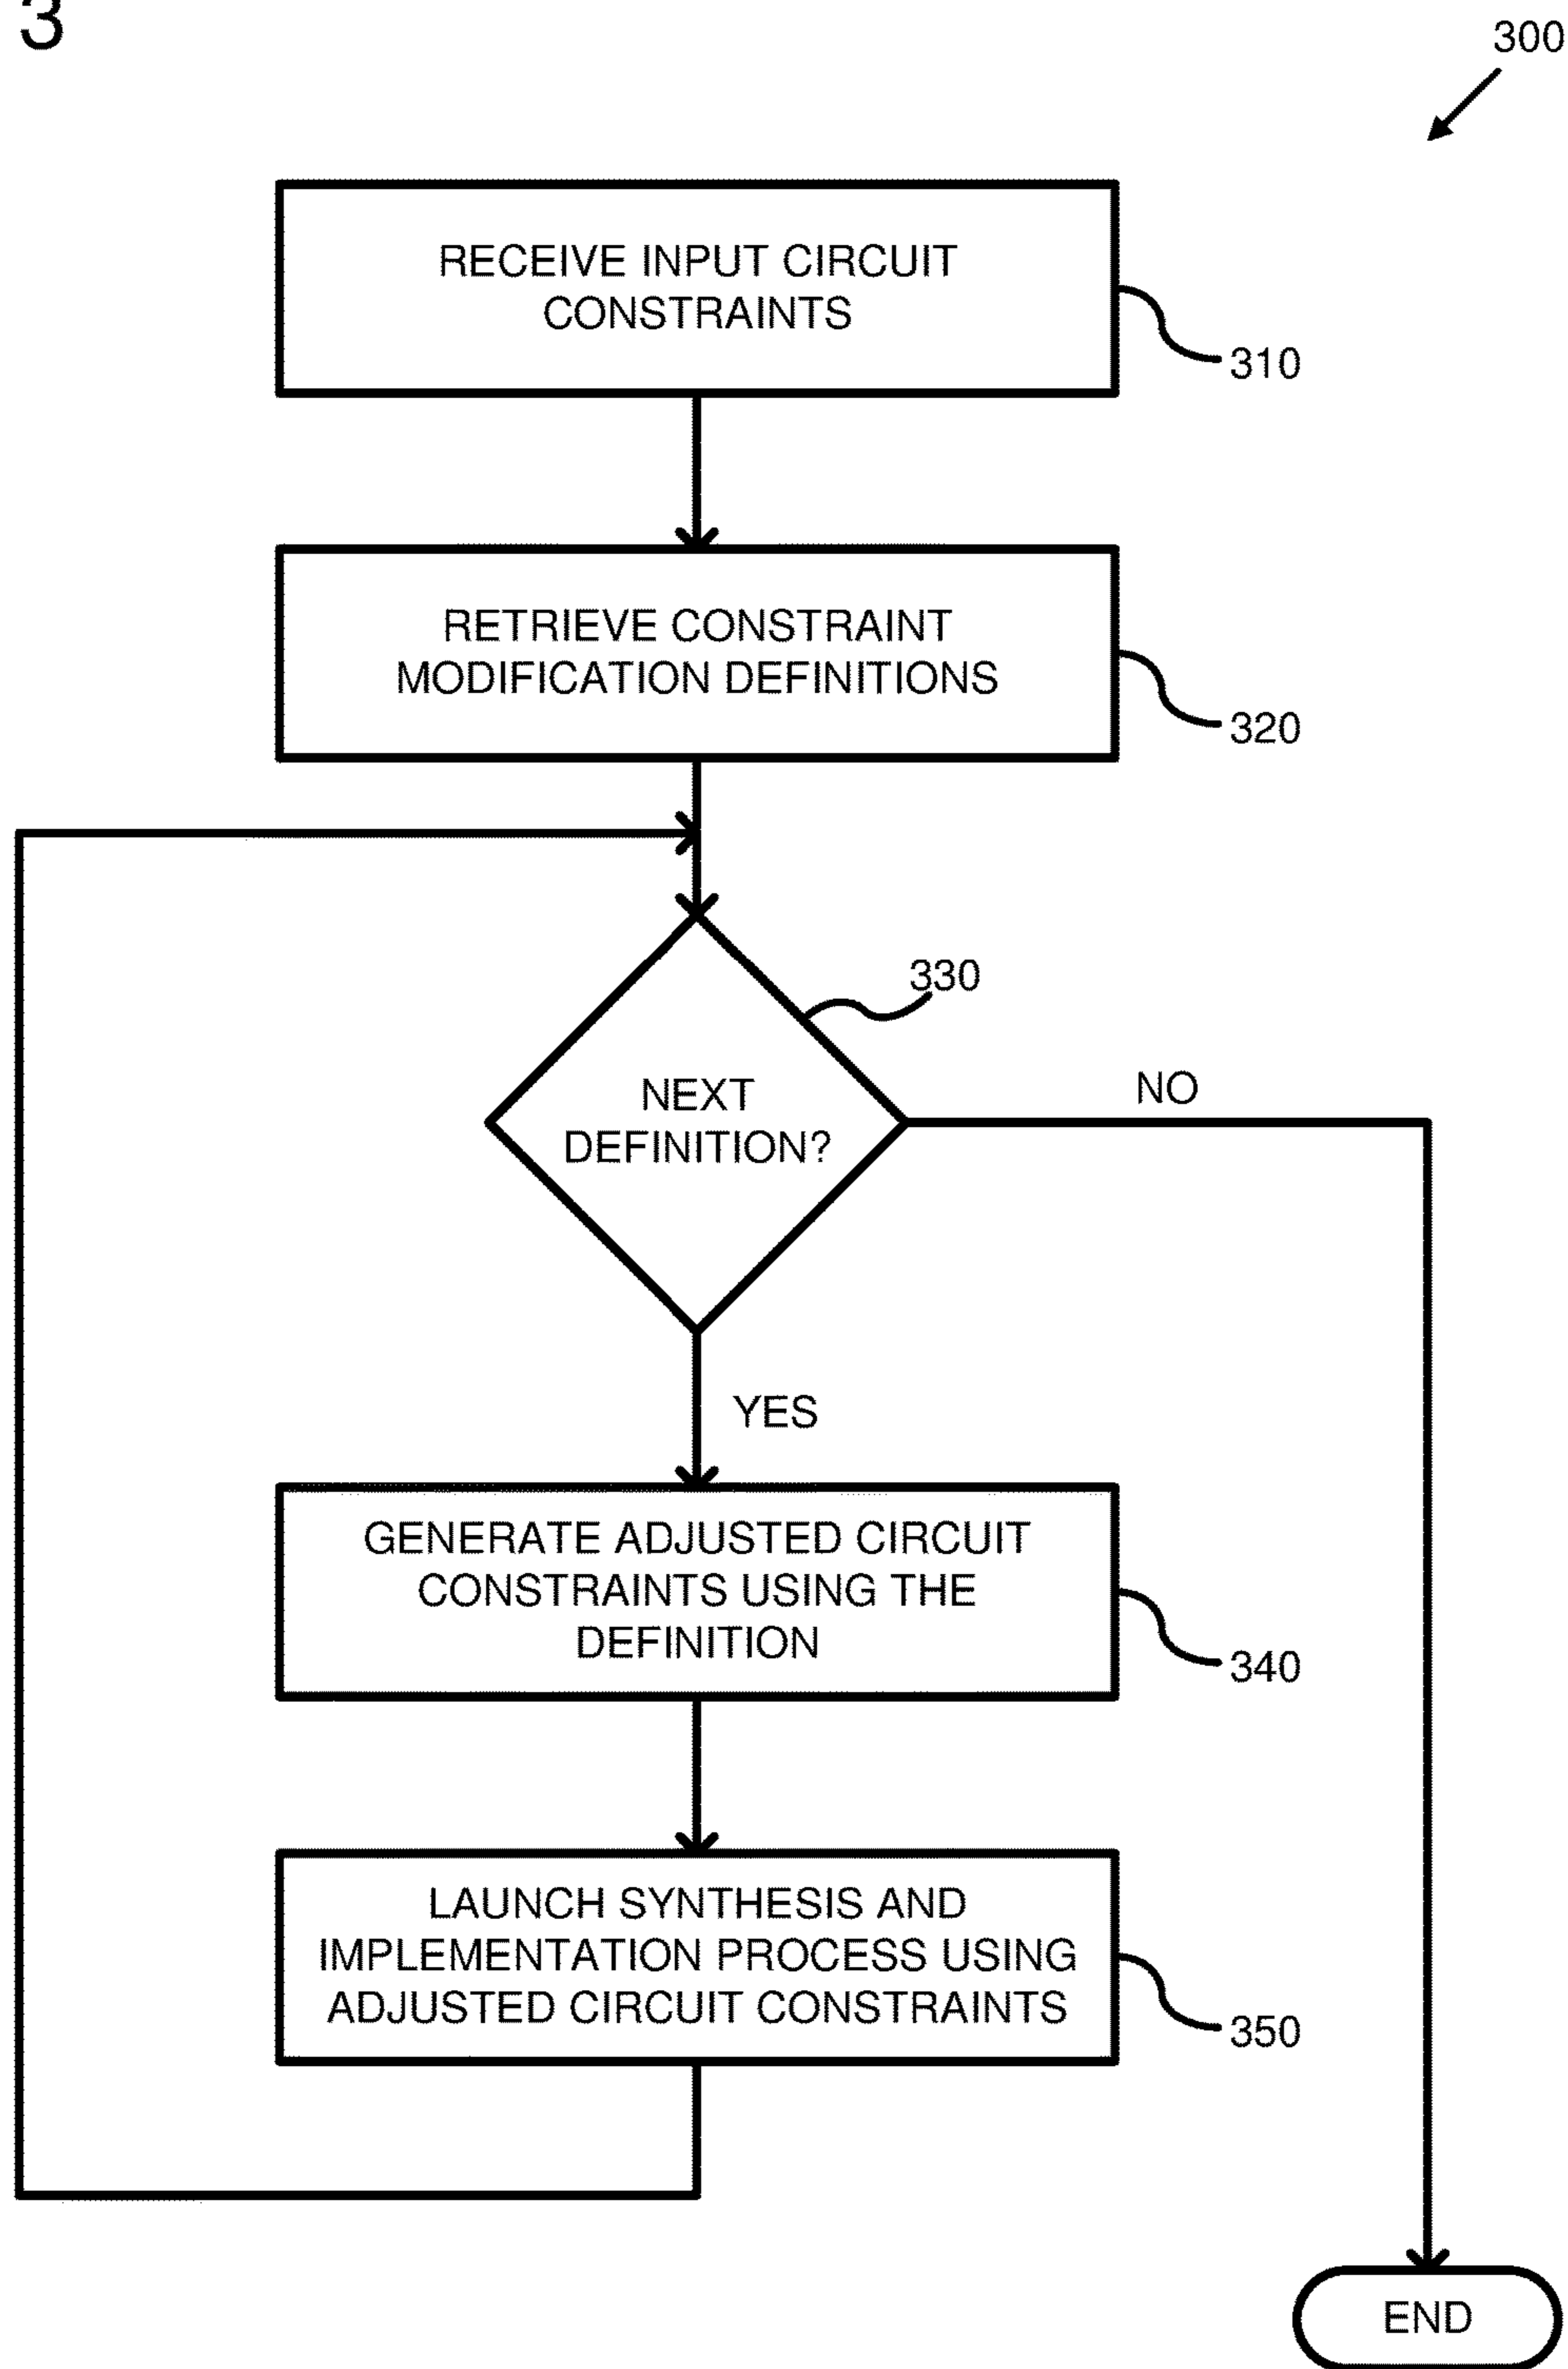 3
300
RECEIVE INPUT CIRCUIT
CONSTRAINTS
310
RETRIEVE CONSTRAINT
MODIFICATION DEFINITIONS
320
330
NEXT
DEFINITION?
NO
YES
GENERATE ADJUSTED CIRCUIT
CONSTRAINTS USING THE
DEFINITION
340
LAUNCH SYNTHESIS AND
IMPLEMENTATION PROCESS USING
ADJUSTED CIRCUIT CONSTRAINTS
350
END